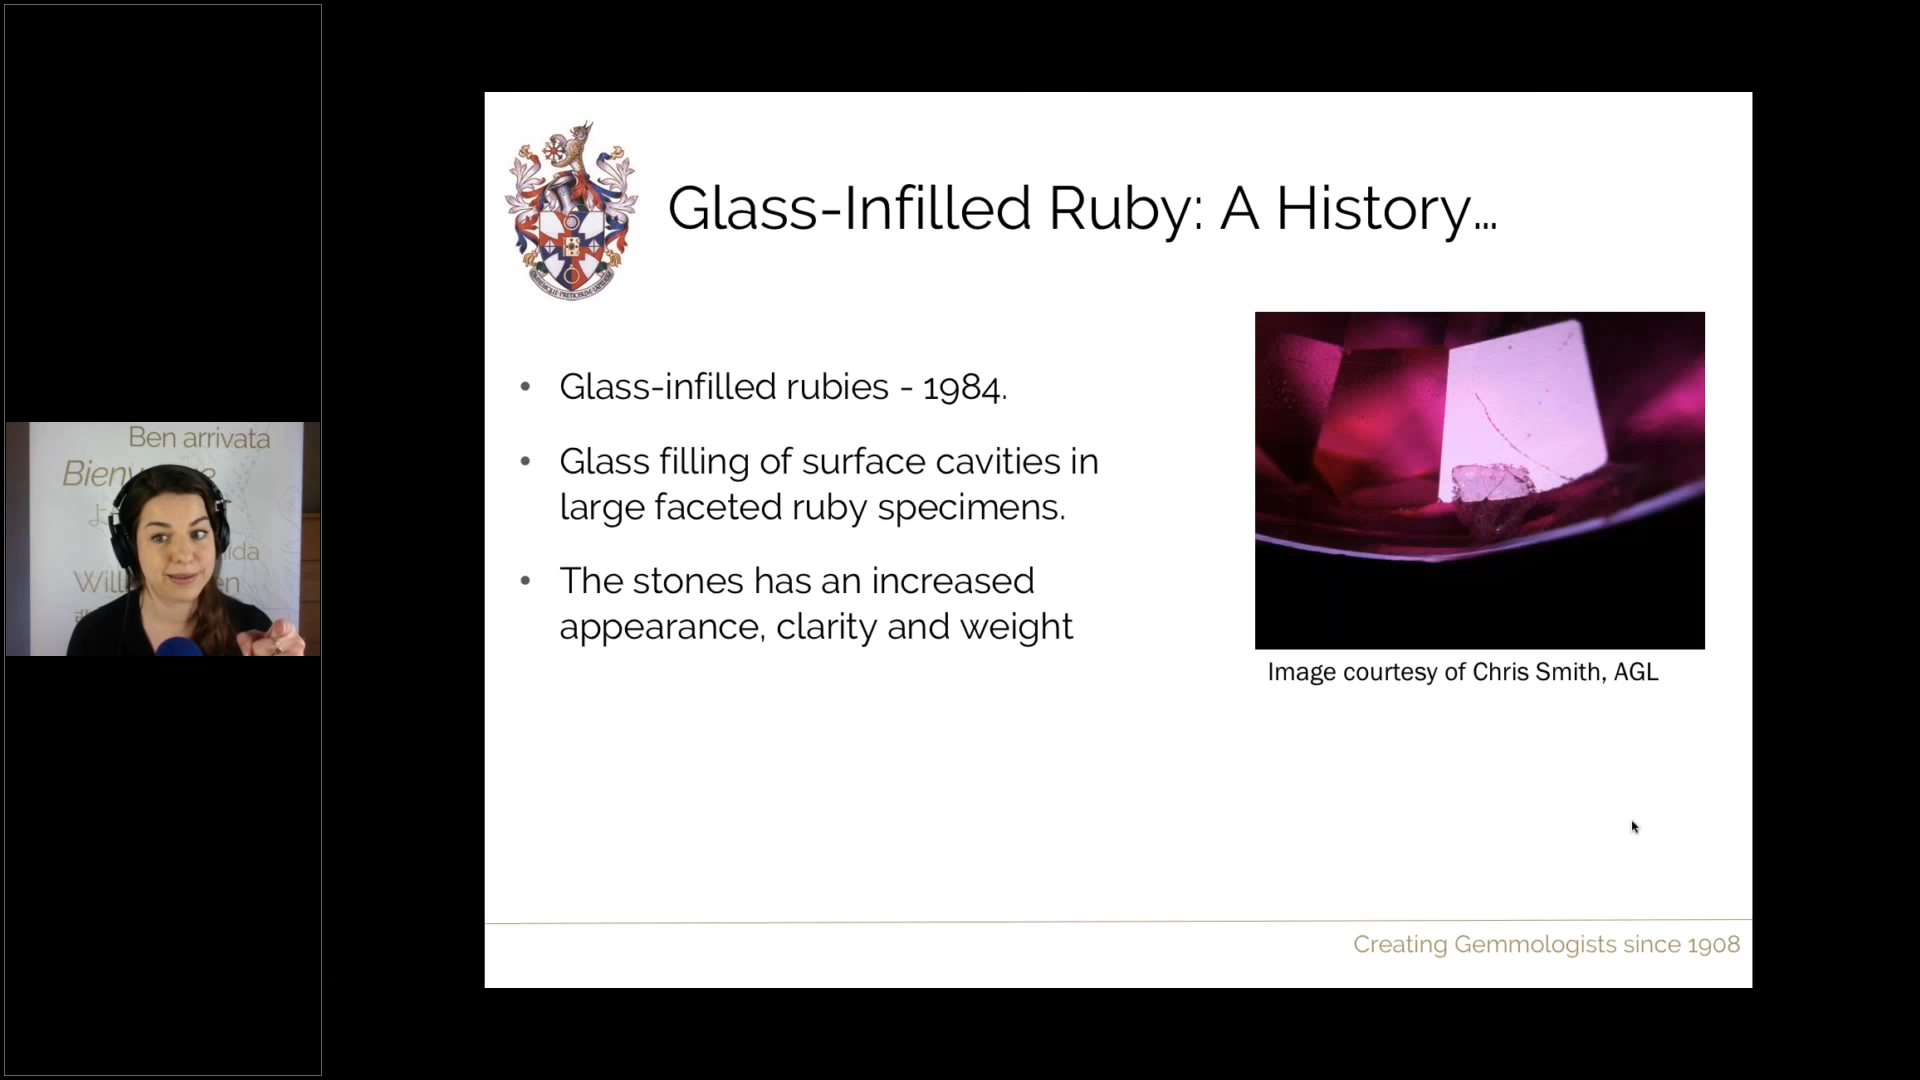 Ben arrivata
ida
Glass-Infilled Ruby: A History...
• Glass-infilled rubies - 1984.
• Glass filling of surface cavities in
large faceted ruby specimens.
• The stones has an increased
appearance, clarity and weight
Image courtesy of Chris Smith, AGL
Creating Gemmologists since 1908